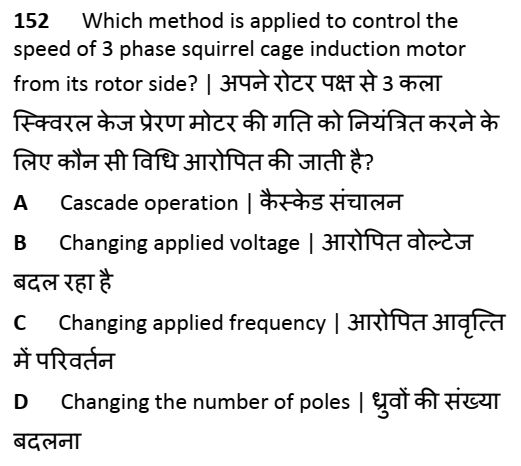 152 Which method is applied to control the
speed of 3 phase squirrel cage induction motor
from its rotor side? | अपने रोटर पक्ष से 3 कला
स्क्विरल केज प्रेरण मोटर की गति को नियंत्रित करने के
लिए कौन सी विधि आरोपित की जाती है?
A Cascade operation | कैस्केड संचालन
B Changing applied voltage | आरोपित वोल्टेज
बदल रहा है
C Changing applied frequency | आरोपित आवृत्ति
में परिवर्तन
D Changing the number of poles | ध्रुवों की संख्या
बदलना